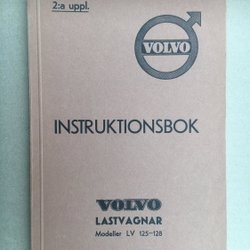 2:a uppl.
VOLVO
INSTRUKTIONSBOK
VOLVO
LASTVAGNAR
Modeller LV 125—128